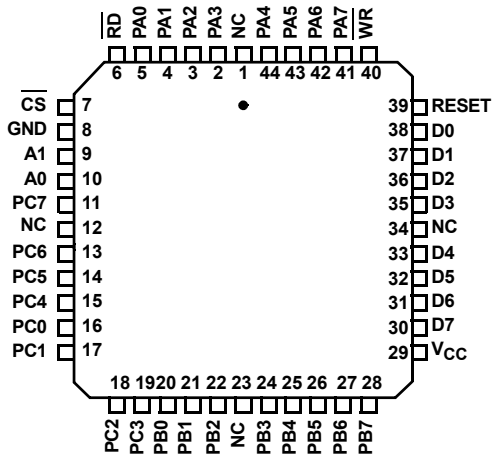 RD PA0 PA1 PA2 PA3 NC PA4 PA5 PA6 PA7 WR
6 5 4 3 2 1 44 43 42 41 40
CS 7 39 RESET
GND 8 38 D0
A1 9 37 D1
A0 10 36 D2
PC7 11 35 D3
NC 12 34 NC
PC6 13 33 D4
PC5 14 32 D5
PC4 15 31 D6
PC0 16 30 D7
PC1 17 29 VCC
18 19 20 21 22 23 24 25 26 27 28
PC2 PC3 PB0 PB1 PB2 NC PB3 PB4 PB5 PB6 PB7